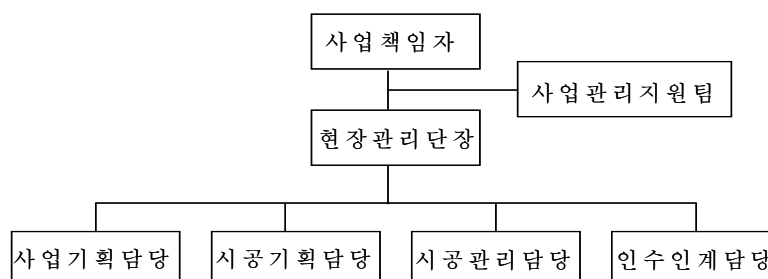 사업책임자
사업관리지원팀
현장관리단장
사업기획담당
시공기획담당
시공관리담당
인수인계담당